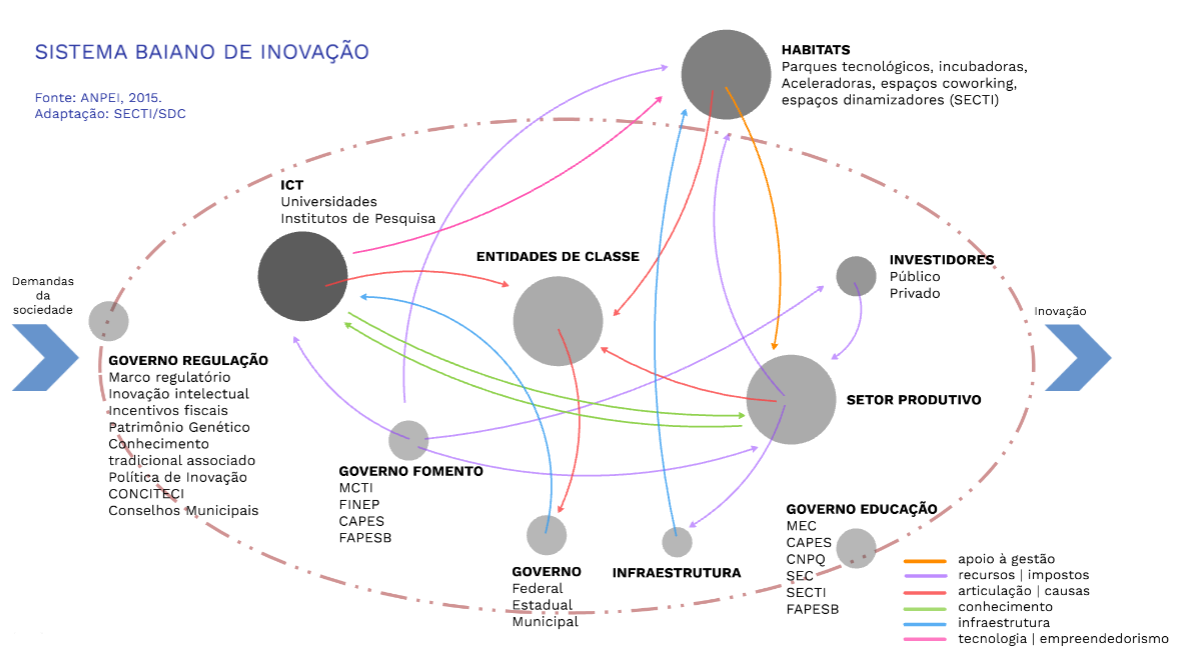 SISTEMA BAIANO DE INOVAÇÃO
Fonte: ANPEI, 2015.
Adaptação: SECTI/SDC
HABITATS
Parques tecnológicos, incubadoras,
Aceleradoras, espaços coworking,
espaços dinamizadores (SECTI)
ICT
Universidades
Institutos de Pesquisa
ENTIDADES DE CLASSE
INVESTIDORES
Público
Privado
Demandas
da
sociedade
Inovação
GOVERNO REGULAÇÃO
Marco regulatório
Inovação intelectual
Incentivos fiscais
Patrimônio Genético
Conhecimento
tradicional associado
Política de Inovação
CONCITECI
Conselhos Municipais
SETOR PRODUTIVO
GOVERNO FOMENTO
MCTI
FINEP
CAPES
FAPESB
GOVERNO
Federal
Estadual
Municipal
INFRAESTRUTURA
GOVERNO EDUCAÇÃO
MEC
CAPES
CNPQ
SEC
SECTI
FAPESB
apoio à gestão
recursos | impostos
articulação | causas
conhecimento
infraestrutura
tecnologia | empreendedorismo